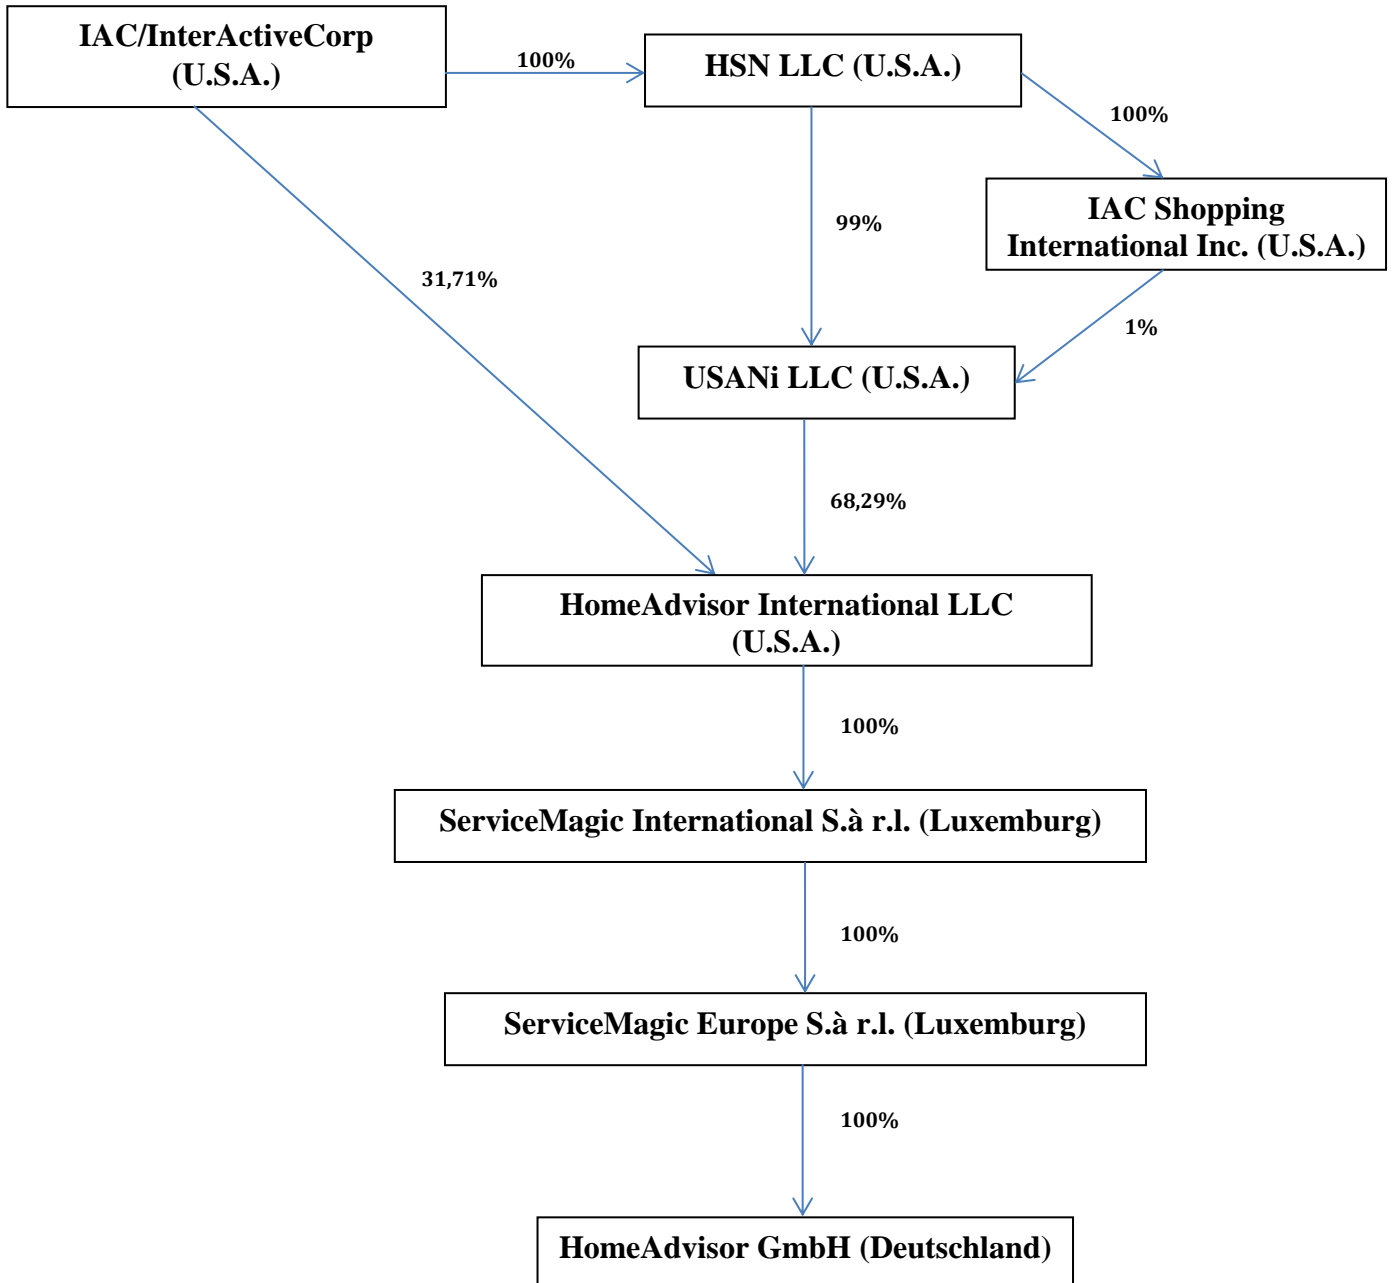 IAC/InterActiveCorp
(U.S.A.)
100%
HSN LLC (U.S.A.)
100%
IAC Shopping
International Inc. (U.S.A.)
99%
31,71%
1%
USANi LLC (U.S.A.)
68,29%
HomeAdvisor International LLC
(U.S.A.)
100%
ServiceMagic International S.à r.l. (Luxemburg)
100%
ServiceMagic Europe S.à r.l. (Luxemburg)
100%
HomeAdvisor GmbH (Deutschland)